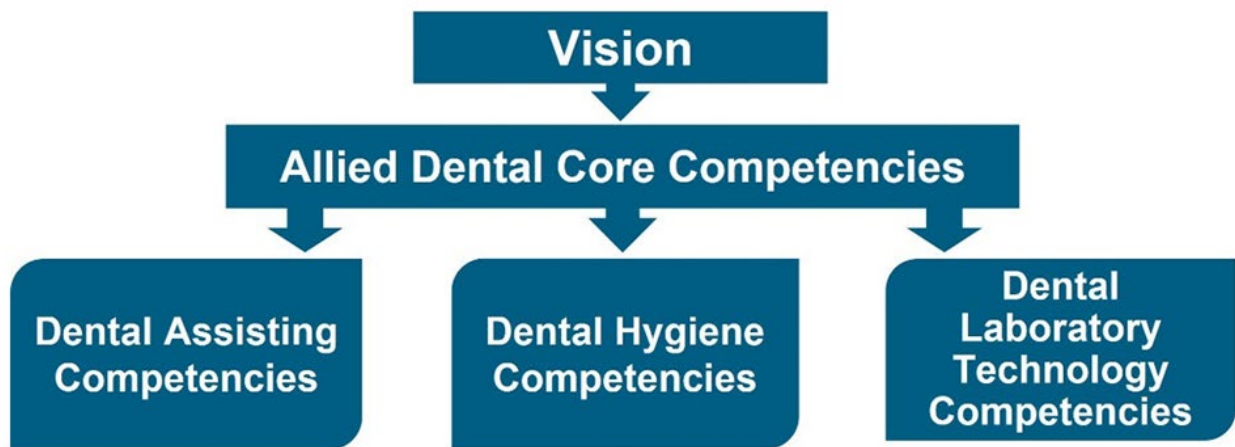 Vision
Allied Dental Core Competencies
Dental Assisting
Competencies
Dental Hygiene
Competencies
Dental
Laboratory
Technology
Competencies